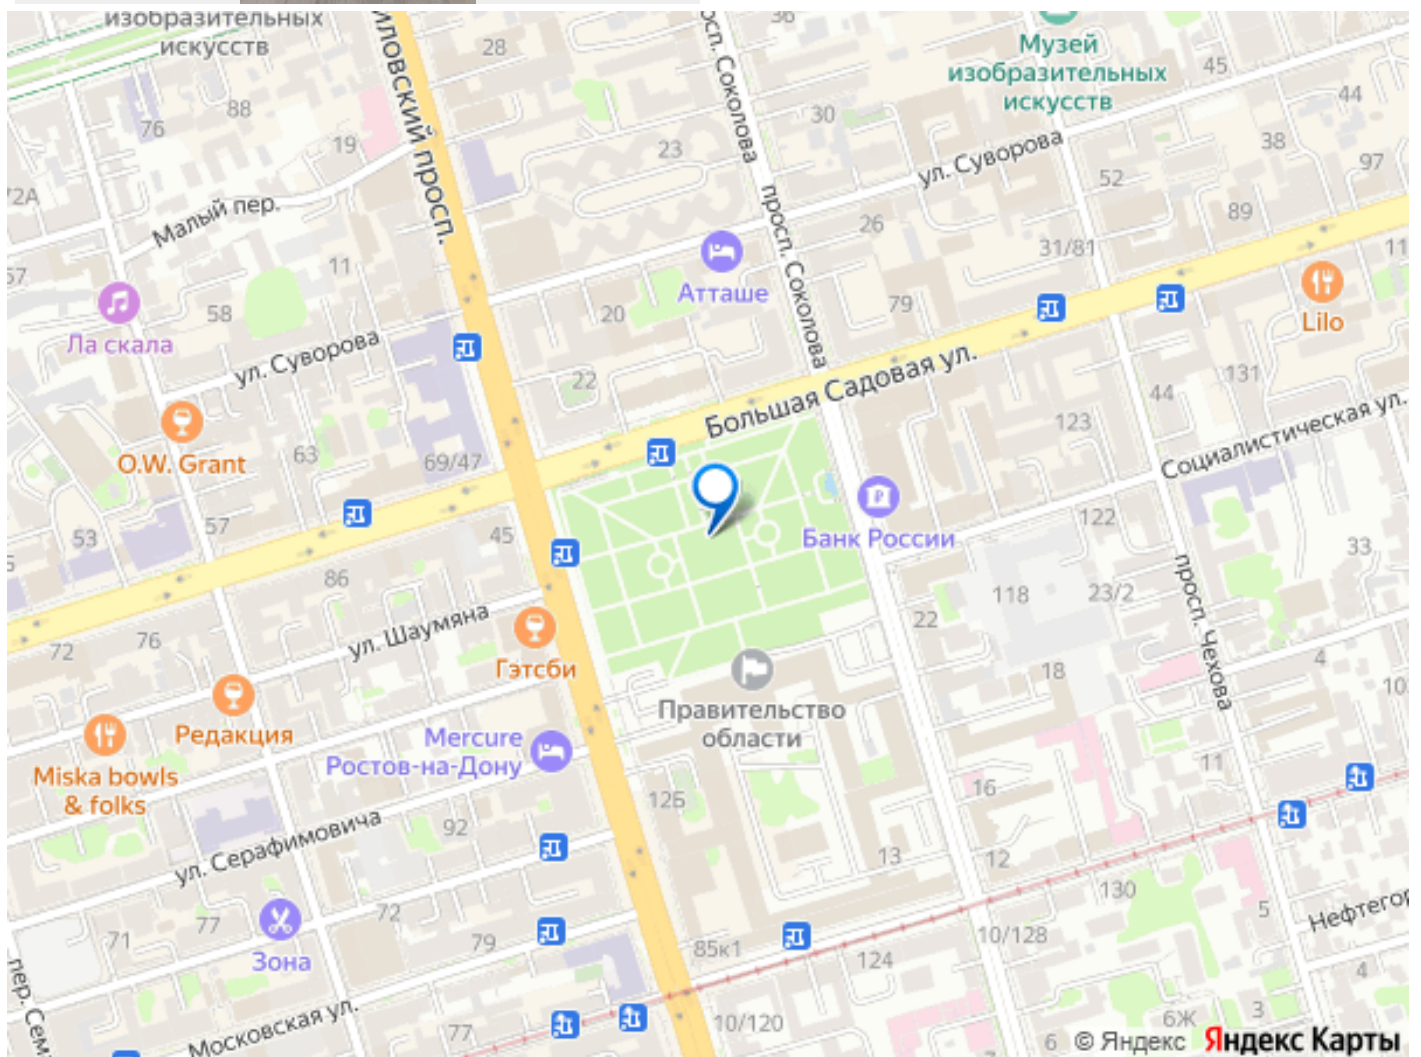 изобразительных
искусств
28
36
просп. Соколова
Музей
изобразительных
искусств
45
44
88
76
19
30
23
38
97
ул. Суворова
52
72А
Малый пер.
26
89
31/81
11
57
58
11
Атташе
20
просп. Соколова
79
Lilo
Ла скала
ул. Суворова
22
Большая Садовая ул.
131
44
123
Социалистическая ул.
O.W. Grant
63
69/47
57
53
45
Банк России
122
33
86
118
23/2
просп. Чехова
22
76
72
ул. Шаумяна
Гэтсби
4
18
Правительство
области
Редакция
Mercure
Ростов-на-Дону
Miska bowls
& folks
11
16
125
92
ул. Серафимовича
13
12
130
5
72
77
71
79
Зона
85к1
10/128
124
Нефтегор
4
пер. Сем
Московская ул.
77
10/120
6
6Ж
3
© Яндекс Яндекс Карты